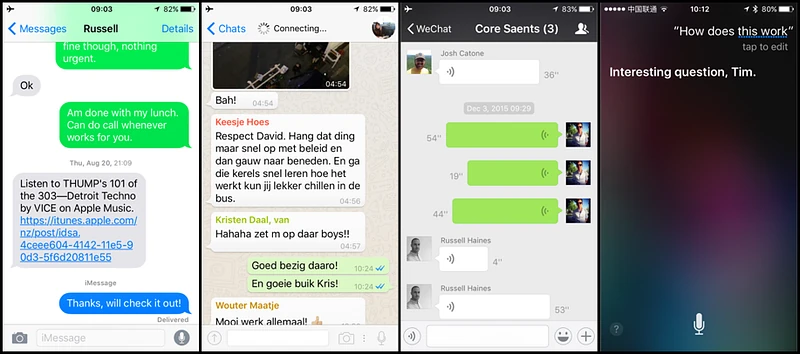 09:03
82%
Messages
Russell
Details
fine though, nothing
urgent.
Ok
Am done with my lunch.
Can do call whenever
works for you.
Thu, Aug 20, 21:09
Listen to THUMP's 101 of
the 303—Detroit Techno
by VICE on Apple Music.
https://itunes.apple.com/
nz/post/idsa.
4ceee604-4142-11e5-9
0d3-5f6d20811e55
iMessage
Thanks, will check it out!
Delivered
iMessage
09:03
82%
Chats
Connecting...
04:54
Bah!
04:54
Keesje Hoes
Respect David. Hang dat ding
maar snel op met beleid en
dan gauw naar beneden. En ga
die kerels snel leren hoe het
werkt kun jij lekker chillen in de
bus.
04:56
Kristen Daal, van
Hahaha zet m op daar boys!!
04:57
Goed bezig daaro!
10:24
En goeie buik Kris!
10:24
Wouter Maatje
Mooi werk allemaal!
09:03
83%
WeChat
Core Saents (3)
Josh Catone
36"
Dec 3, 2015 09:29
54"
19"
44"
Russell Haines
4"
Russell Haines
53"
中国联通
10:12
80%
“How does this work”
tap to edit
Interesting question, Tim.
?